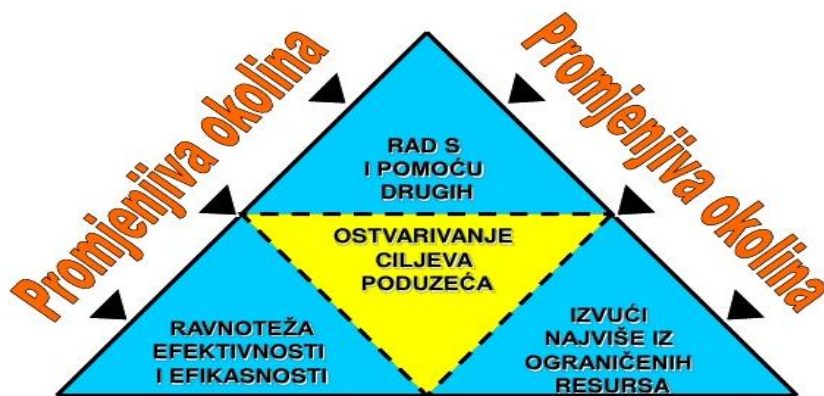 Promjenjiva okolina
Promjenjiva okolina
RAD S
I POMOĆU
DRUGIH
OSTVARIVANJE
CILJEVA
PODUZEĆA
RAVNOTEŽA
EFEKTIVNOSTI
I EFIKASNOSTI
IZVUĆI
NAJVIŠE IZ
OGRANIČENIH
RESURSA